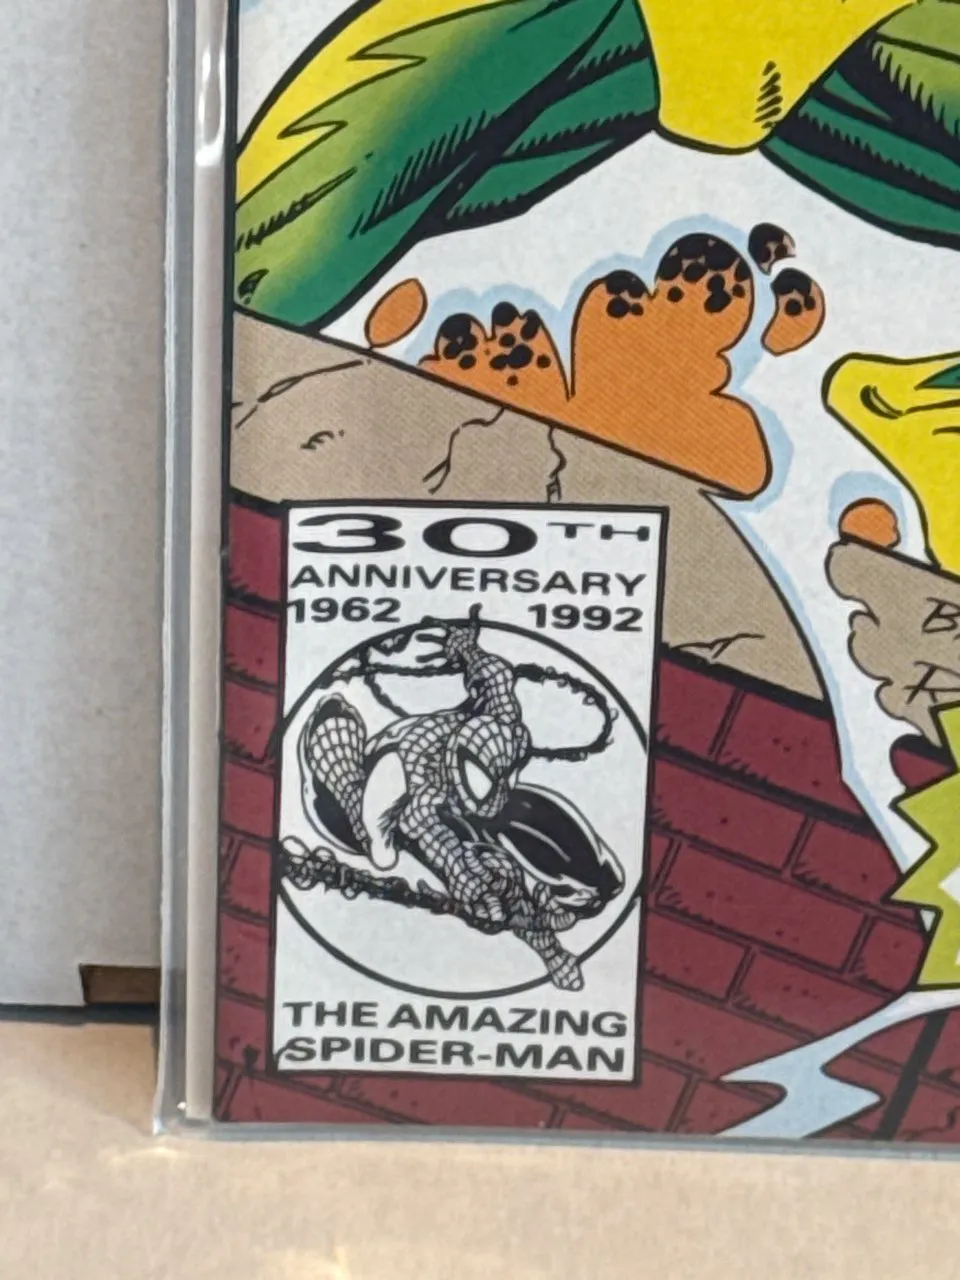 30TH
ANNIVERSARY
1962 1992
THE AMAZING
SPIDER-MAN